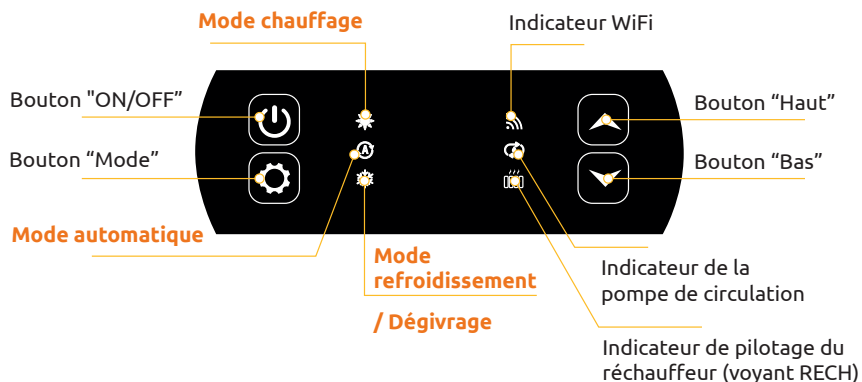 Mode chauffage
Indicateur WiFi
Bouton "ON/OFF”
Bouton “Haut”
Bouton “Mode”
Bouton “Bas”
A
Mode automatique
Mode
refroidissement
/ Dégivrage
Indicateur de la
pompe de circulation
Indicateur de pilotage du
réchauffeur (voyant RECH)